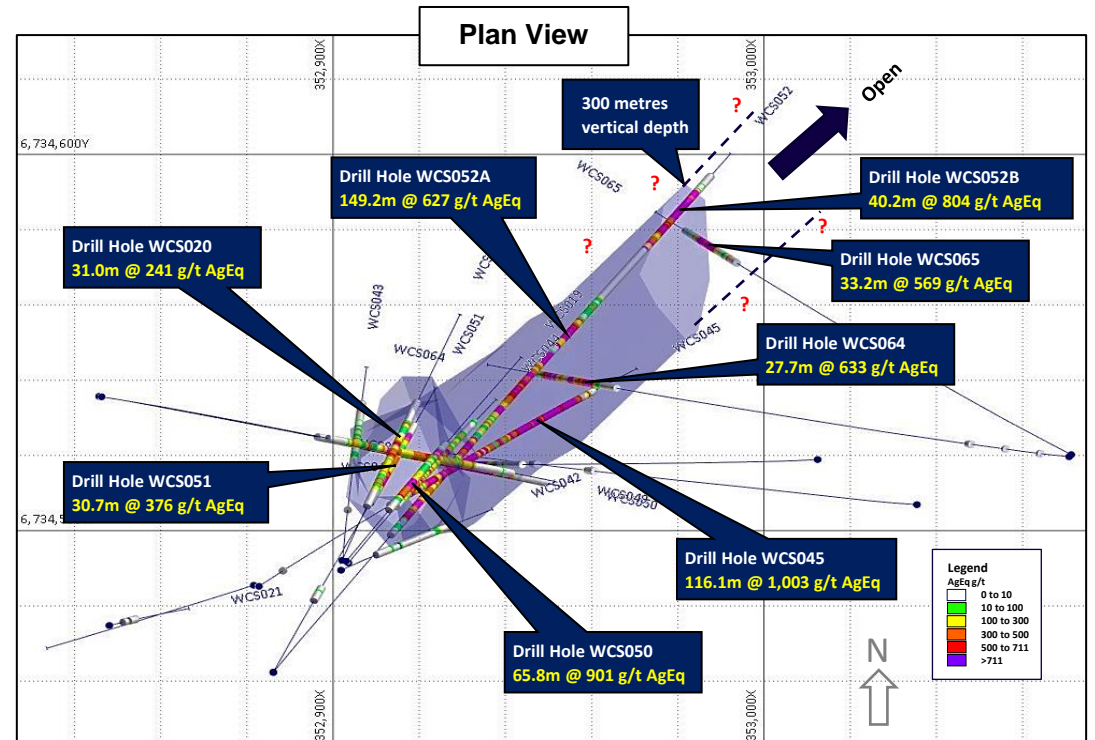 Plan View
352,900X
353,000X
WCS052
Open
?
300 metres
vertical depth
6,734,600Y
WCS065
?
Drill Hole WCS052A
149.2m @ 627 g/t AgEq
Drill Hole WCS052B
40.2m @ 804 g/t AgEq
?
?
Drill Hole WCS020
31.0m @ 241 g/t AgEq
Drill Hole WCS065
33.2m @ 569 g/t AgEq
WCS043
WCS019
?
WCS051
WCS064
WCS044
WCS045
Drill Hole WCS064
27.7m @ 633 g/t AgEq
Drill Hole WCS051
30.7m @ 376 g/t AgEq
WCS042
WCS050
Drill Hole WCS045
116.1m @ 1,003 g/t AgEq
WCS021
Legend
AgEq g/t
0 to 10
10 to 100
100 to 300
300 to 500
500 to 711
>711
Drill Hole WCS050
65.8m @ 901 g/t AgEq
N
352,900X
353,000X